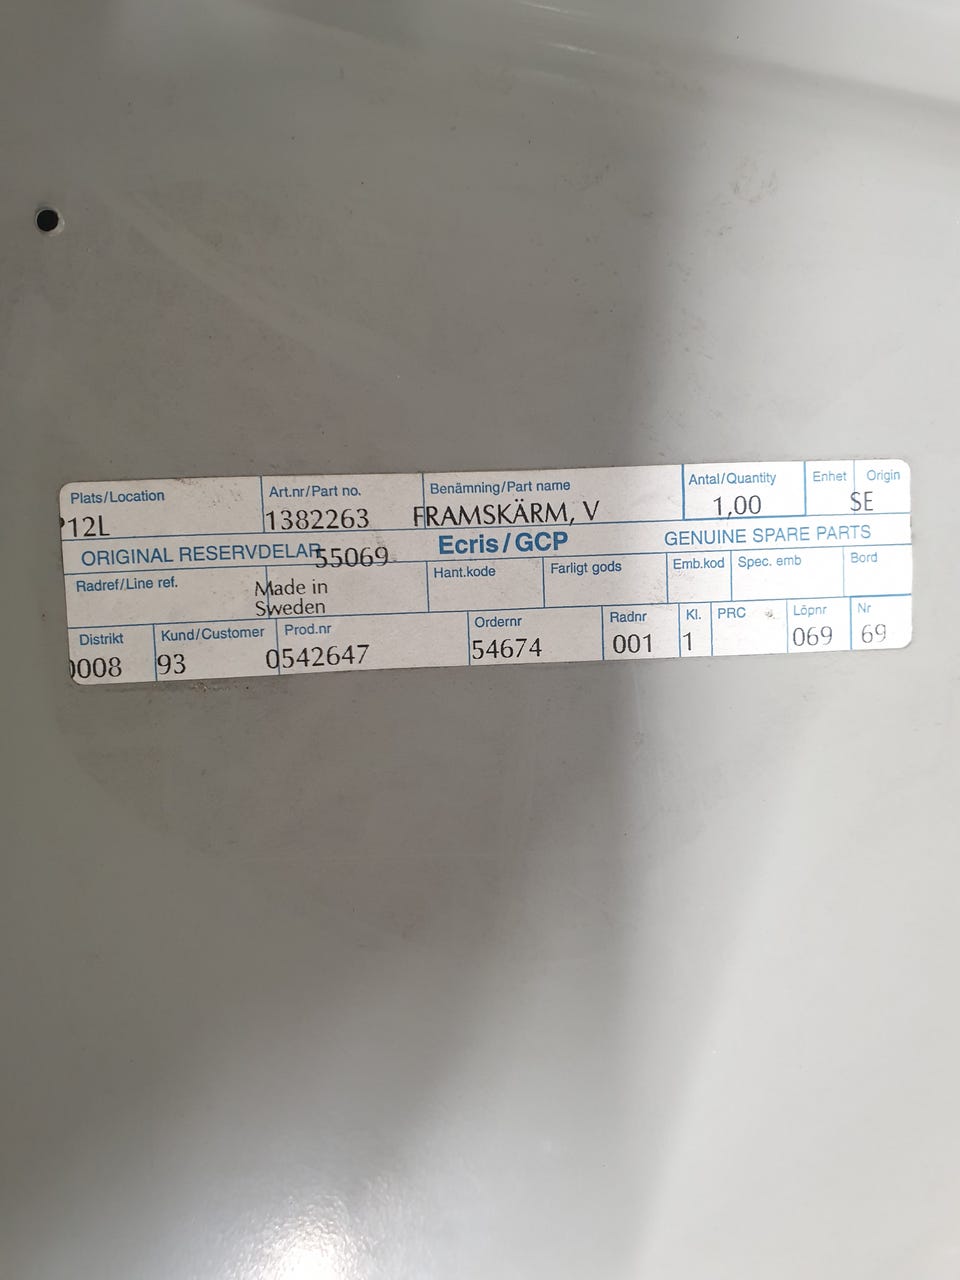 Plats/Location Art.nr/Part no. Benämning/Part name Antal/Quantity Enhet Origin
12L 1382263 FRAMSKÄRM, V 1,00 SE
ORIGINAL RESERVDELAR 55069 Ecris/GCP GENUINE SPARE PARTS
Radref/Line ref. Hant.kode Farligt gods Emb.kod Spec. emb Bord
Made in
Sweden
Distrikt Kund/Customer Prod.nr Ordernr Radnr Kl. PRC Löpnr Nr
0008 93 0542647 54674 001 1 069 69